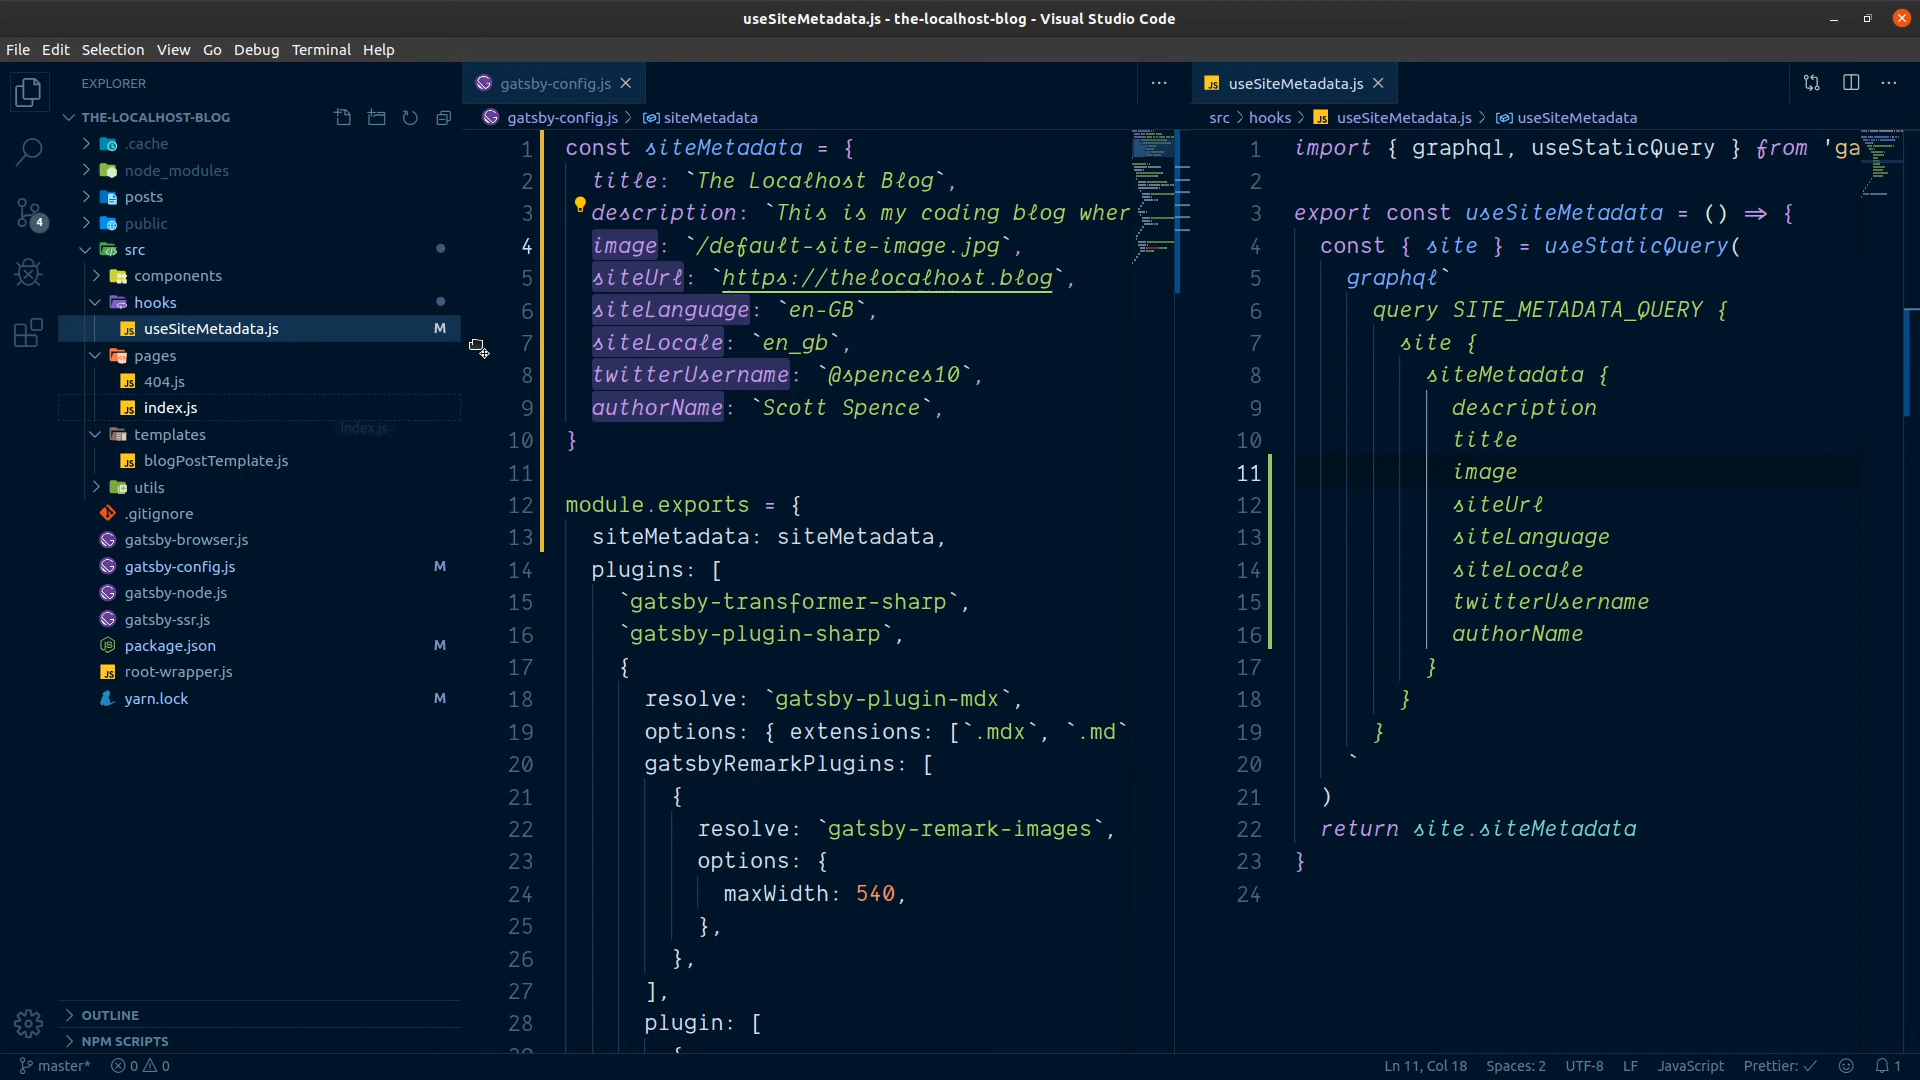 useSiteMetadata.js - the-localhost-blog - Visual Studio Code
File Edit Selection View Go Debug Terminal Help
EXPLORER
THE-LOCALHOST-BLOG
.cache
node_modules
posts
public
src
components
hooks
useSiteMetadata.js M
pages
404.js
index.js
index.js
templates
blogPostTemplate.js
utils
.gitignore
gatsby-browser.js
gatsby-config.js M
gatsby-node.js
gatsby-ssr.js
package.json M
root-wrapper.js
yarn.lock M
OUTLINE
NPM SCRIPTS
4
gatsby-config.js
gatsby-config.js > siteMetadata
1 const siteMetadata = {
2 title: `The Localhost Blog`,
3 description: `This is my coding blog wher
4 image: `/default-site-image.jpg`,
5 siteUrl: `https://thelocalhost.blog`,
6 siteLanguage: `en-GB`,
7 siteLocale: `en_gb`,
8 twitterUsername: `@spences10`,
9 authorName: `Scott Spence`,
10 }
11
12 module.exports = {
13 siteMetadata: siteMetadata,
14 plugins: [
15 `gatsby-transformer-sharp`,
16 `gatsby-plugin-sharp`,
17 {
18 resolve: `gatsby-plugin-mdx`,
19 options: { extensions: [`.mdx`, `.md`
20 gatsbyRemarkPlugins: [
21 {
22 resolve: `gatsby-remark-images`,
23 options: {
24 maxWidth: 540,
25 },
26 },
27 ],
28 plugin: [
useSiteMetadata.js
src > hooks > useSiteMetadata.js > useSiteMetadata
1 import { graphql, useStaticQuery } from 'ga
2
3 export const useSiteMetadata = () => {
4 const { site } = useStaticQuery(
5 graphql`
6 query SITE_METADATA_QUERY {
7 site {
8 siteMetadata {
9 description
10 title
11 image
12 siteUrl
13 siteLanguage
14 siteLocale
15 twitterUsername
16 authorName
17 }
18 }
19 }
20 `
21 )
22 return site.siteMetadata
23 }
24
master* 0 0 Ln 11, Col 18 Spaces: 2 UTF-8 LF JavaScript Prettier: ✓ 1